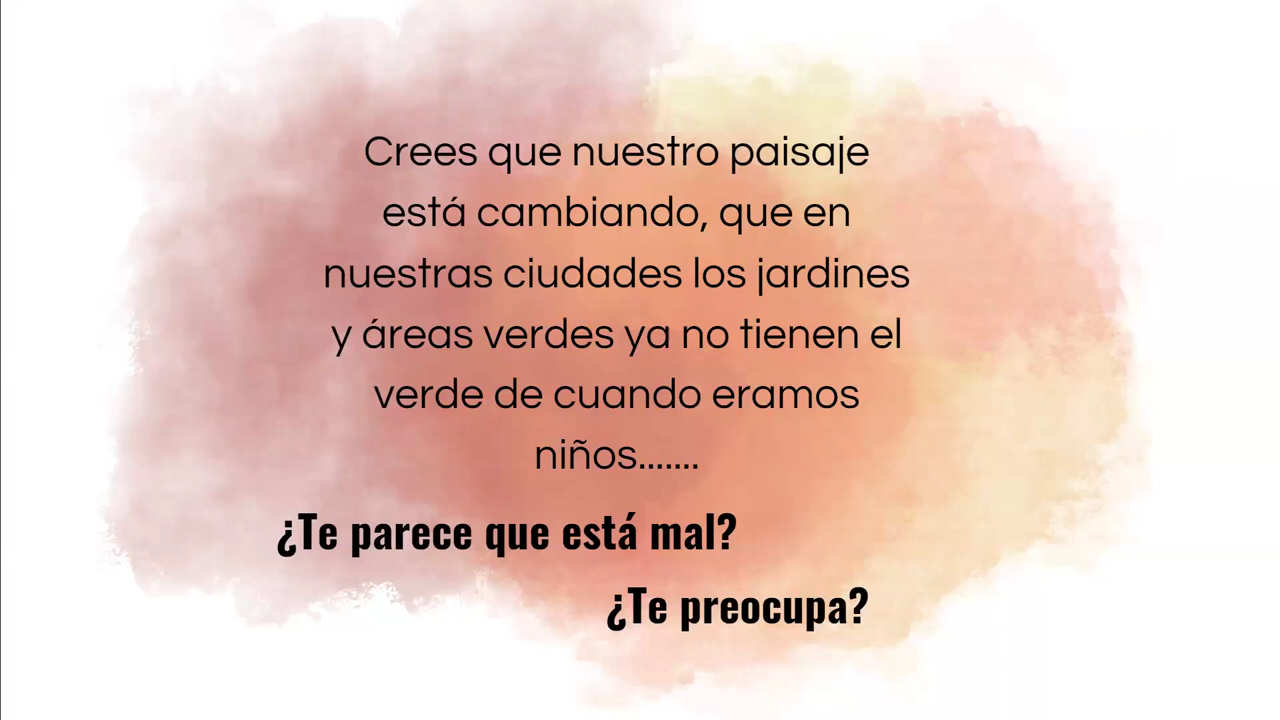 Crees que nuestro paisaje
está cambiando, que en
nuestras ciudades los jardines
y áreas verdes ya no tienen el
verde de cuando eramos
niños.......
¿Te parece que está mal?
¿Te preocupa?